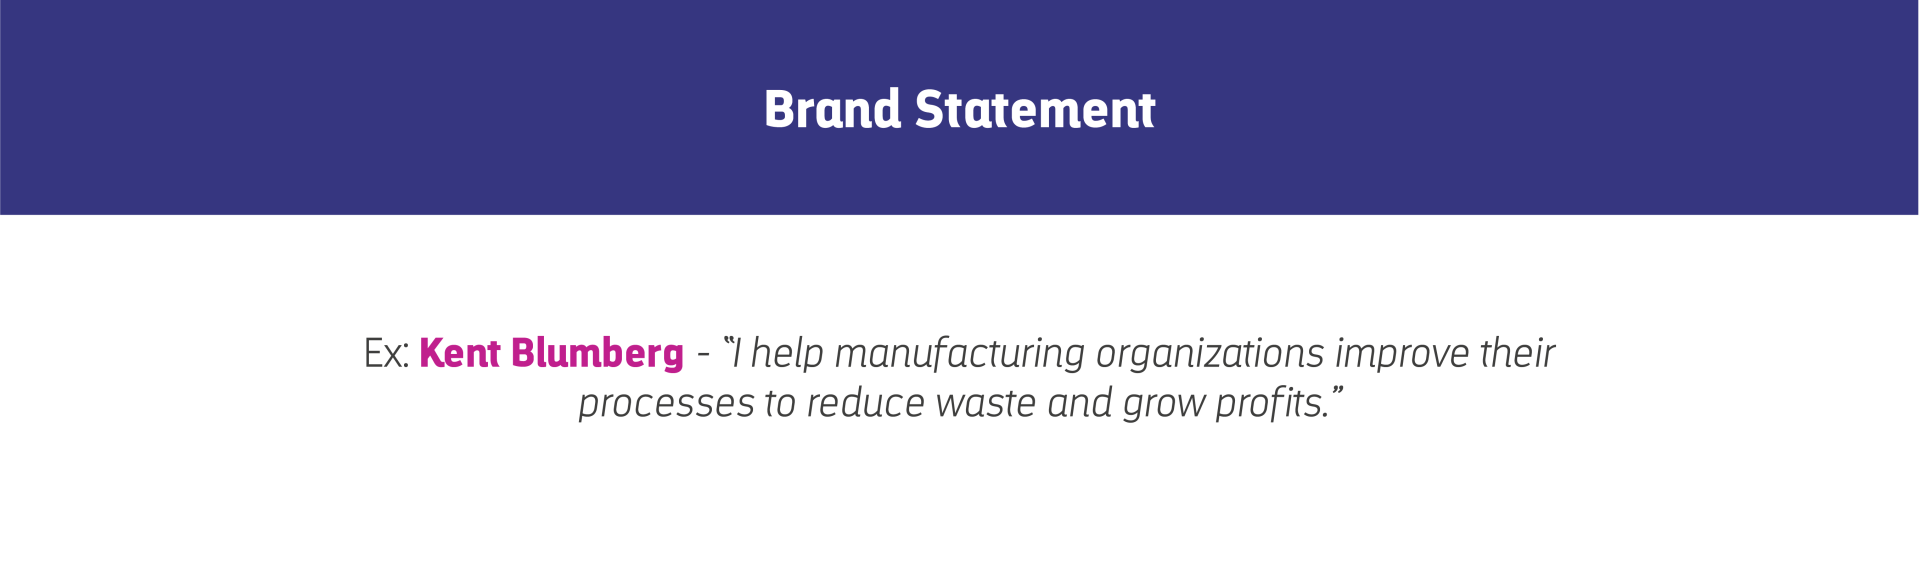 Brand Statement
Ex: Kent Blumberg - “I help manufacturing organizations improve their
processes to reduce waste and grow profits.”